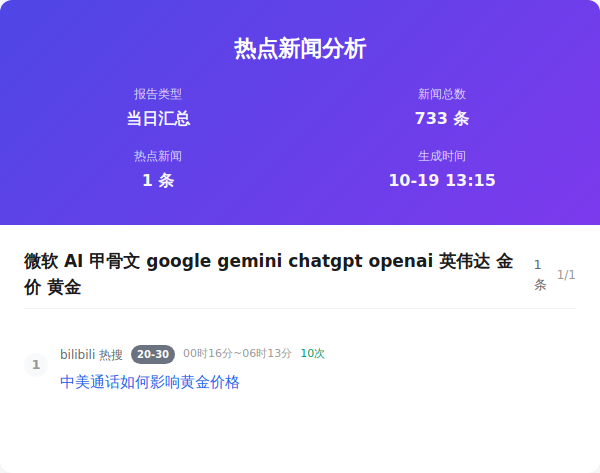 热点新闻分析
报告类型
新闻总数
当日汇总
733 条
热点新闻
生成时间
1 条
10-19 13:15
微软 AI 甲骨文 google gemini chatgpt openai 英伟达 金
价 黄金
1
条
1/1
1
bilibili 热搜 20-30 00时16分~06时13分 10次
中美通话如何影响黄金价格